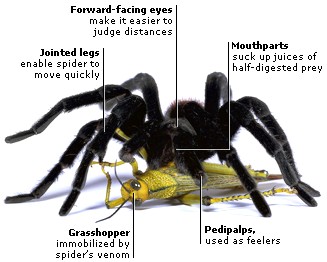 Forward-facing eyes
make it easier to
judge distances
Jointed legs
enable spider to
move quickly
Mouthparts
suck up juices of
half-digested prey
Grasshopper
immobilized by
spider's venom
Pedipalps,
used as feelers